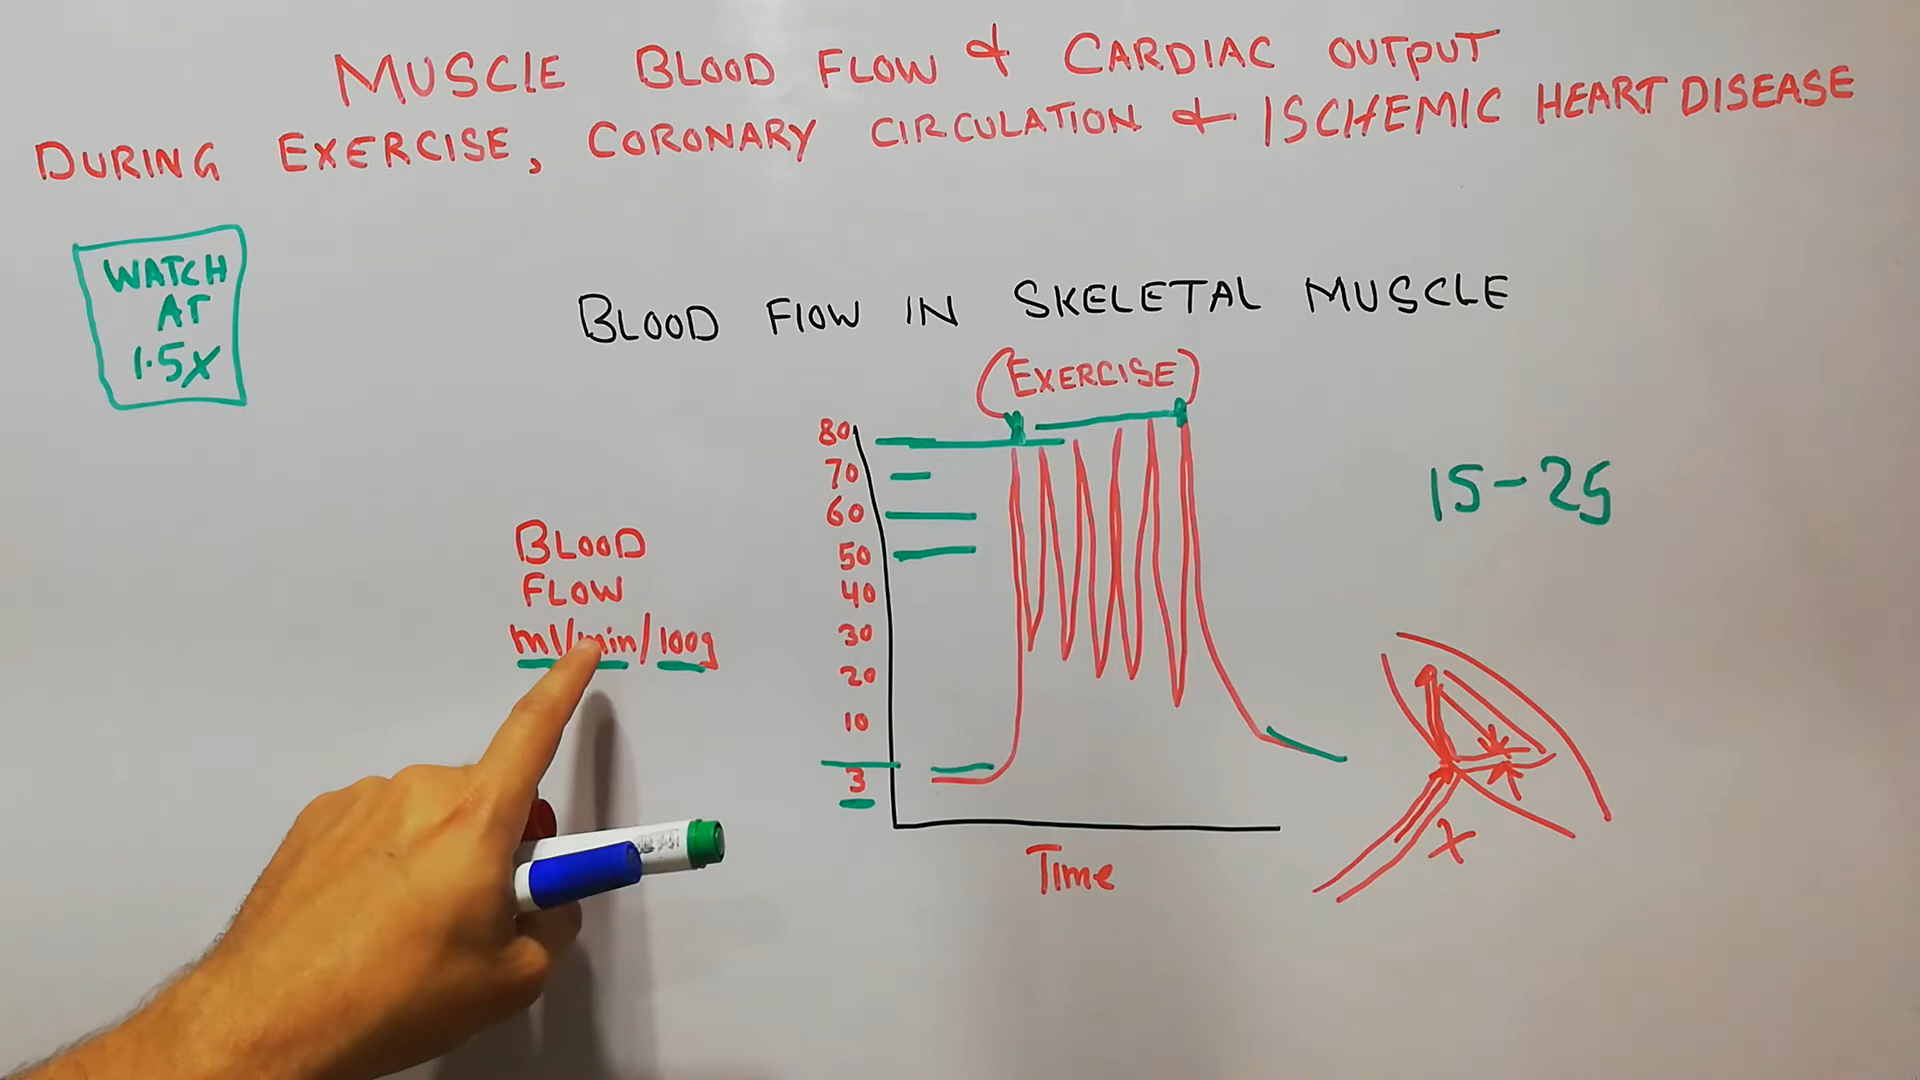 MUSCLE BLOOD FLOW & CARDIAC OUTPUT
DURING EXERCISE, CORONARY CIRCULATION & ISCHEMIC HEART DISEASE
WATCH
AT
1.5X
BLOOD FLOW IN SKELETAL MUSCLE
(EXERCISE)
80
70
60
50
40
30
20
10
3
BLOOD
FLOW
ml/min/100g
Time
15-25
X